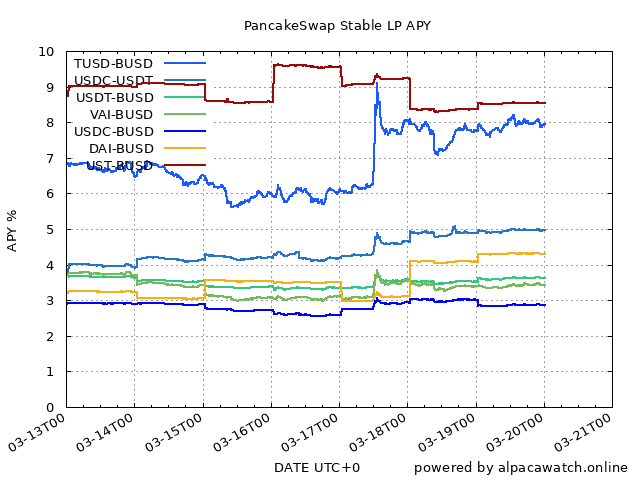 PancakeSwap Stable LP APY
10
9
8
7
6
5
4
3
2
1
0
APY %
TUSD-BUSD
USDC-USDT
USDT-BUSD
VAI-BUSD
USDC-BUSD
DAI-BUSD
UST-BUSD
03-13T00
03-14T00
03-15T00
03-16T00
03-17T00
03-18T00
03-19T00
03-20T00
03-21T00
DATE UTC+0
powered by alpacawatch.online